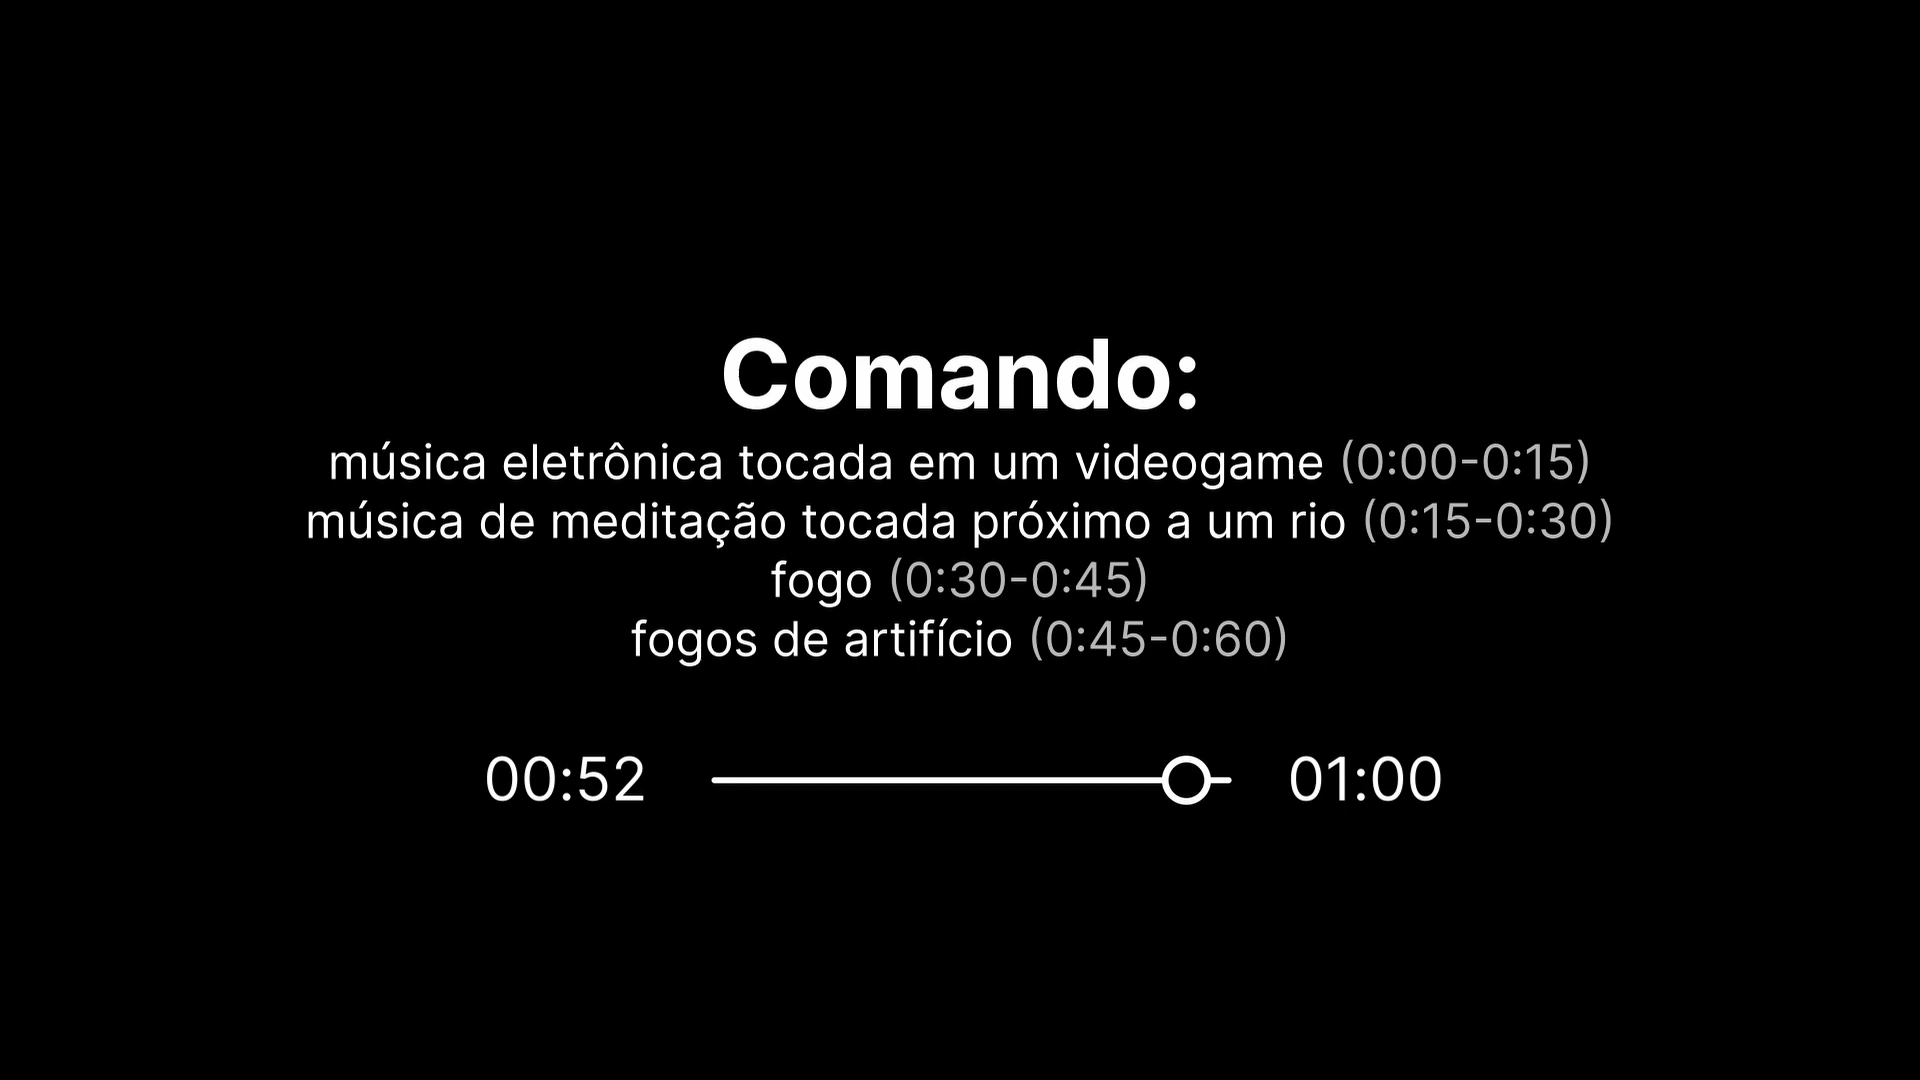 Comando:
música eletrônica tocada em um videogame (0:00-0:15)
música de meditação tocada próximo a um rio (0:15-0:30)
fogo (0:30-0:45)
fogos de artifício (0:45-0:60)
00:52 01:00